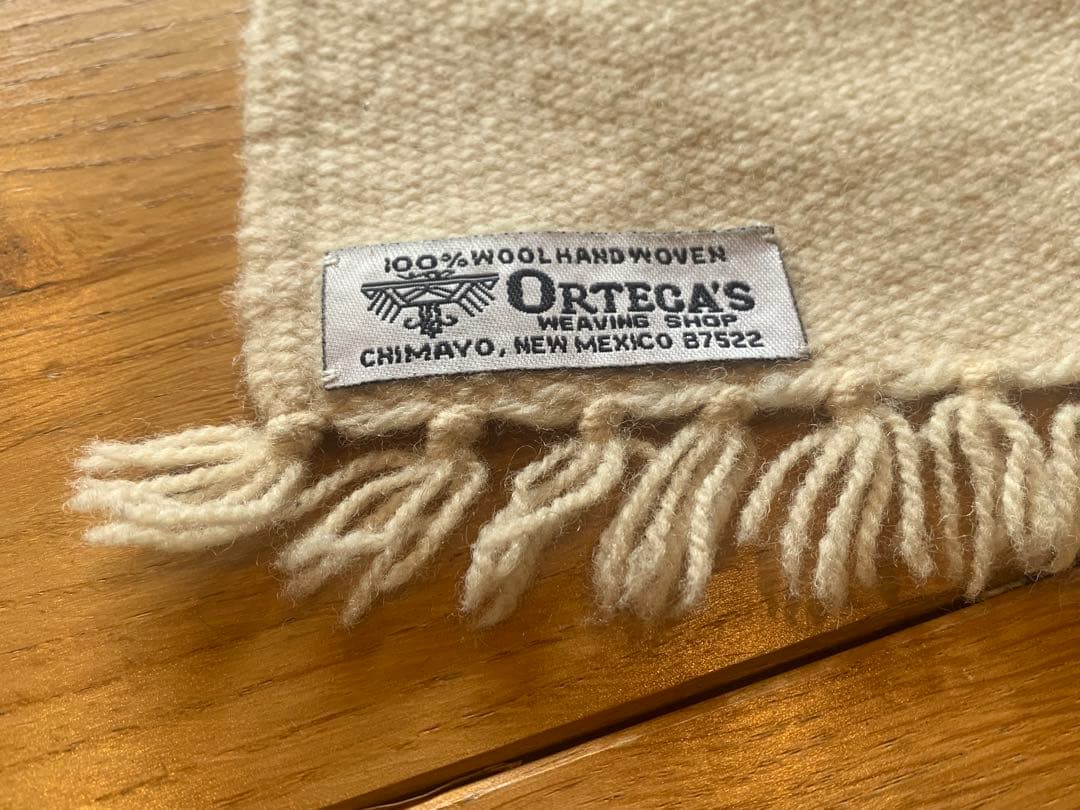 100% WOOL HANDWOVEN
ORTEGA'S
WEAVING SHOP
CHIMAYO, NEW MEXICO 87522